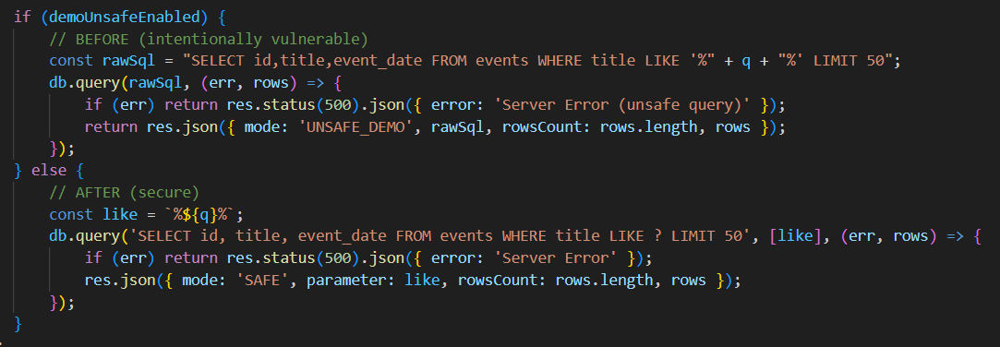 if (demoUnsafeEnabled) {
    // BEFORE (intentionally vulnerable)
    const rawSql = "SELECT id,title,event_date FROM events WHERE title LIKE '%" + q + "%' LIMIT 50";
    db.query(rawSql, (err, rows) => {
        if (err) return res.status(500).json({ error: 'Server Error (unsafe query)' });
        return res.json({ mode: 'UNSAFE_DEMO', rawSql, rowsCount: rows.length, rows });
    });
} else {
    // AFTER (secure)
    const like = `%${q}%`;
    db.query('SELECT id, title, event_date FROM events WHERE title LIKE ? LIMIT 50', [like], (err, rows) => {
        if (err) return res.status(500).json({ error: 'Server Error' });
        res.json({ mode: 'SAFE', parameter: like, rowsCount: rows.length, rows });
    });
}